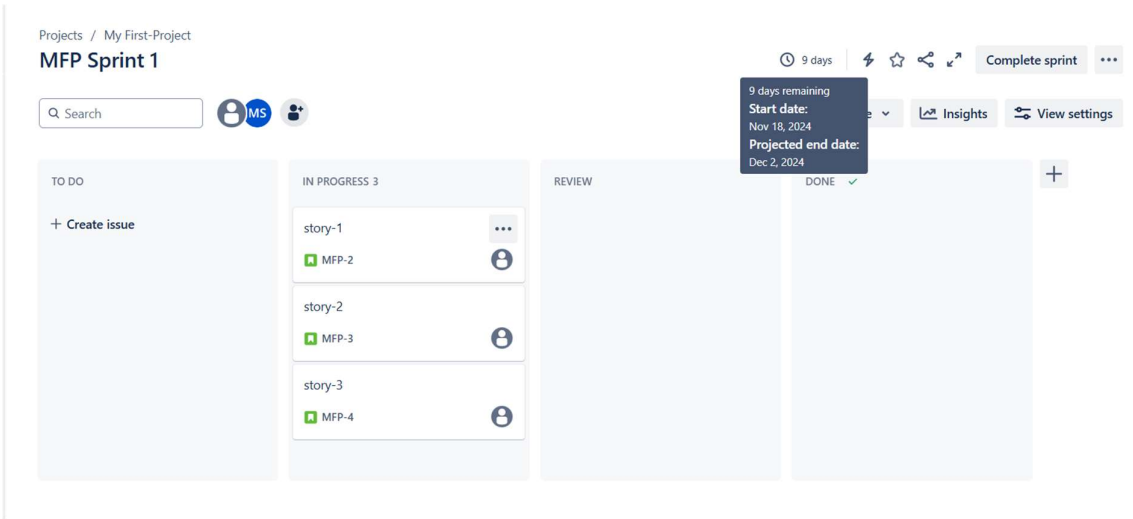 Projects / My First-Project
MFP Sprint 1
9 days
Complete sprint
Search
MS
9 days remaining
Start date:
Nov 18, 2024
Projected end date:
Dec 2, 2024
Insights
View settings
TO DO
IN PROGRESS 3
REVIEW
DONE
+ Create issue
story-1
MFP-2
story-2
MFP-3
story-3
MFP-4